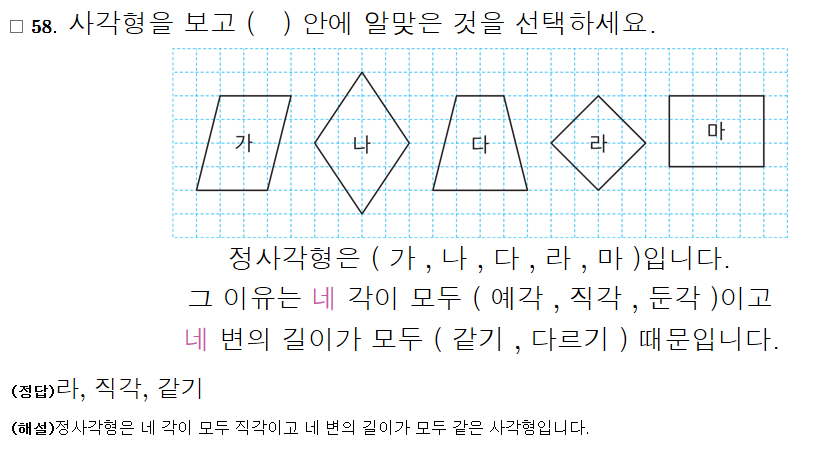 □ 58. 사각형을 보고 ( ) 안에 알맞은 것을 선택하세요.
가 나 다 라 마
정사각형은 ( 가 , 나 , 다 , 라 , 마 )입니다.
그 이유는 네 각이 모두 ( 예각 , 직각 , 둔각 )이고
네 변의 길이가 모두 ( 같기 , 다르기 ) 때문입니다.
(정답)라, 직각, 같기
(해설)정사각형은 네 각이 모두 직각이고 네 변의 길이가 모두 같은 사각형입니다.